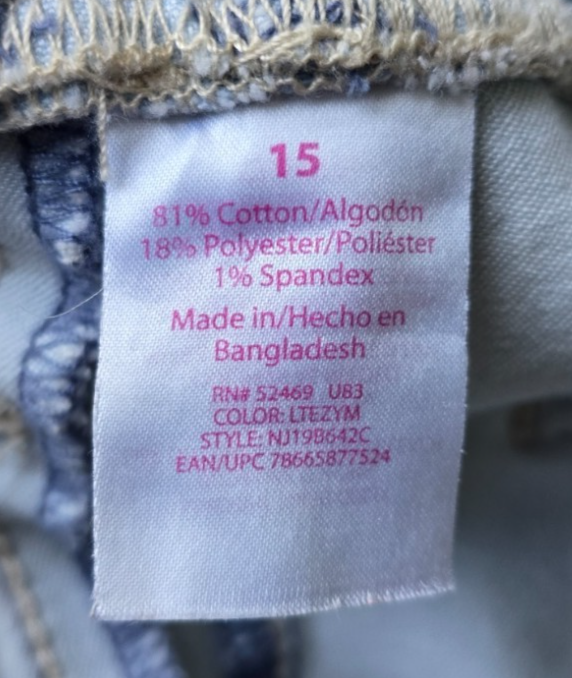 15
81% Cotton/Algodón
18% Polyester/Poliéster
1% Spandex
Made in/Hecho en
Bangladesh
RN# 52469 U83
COLOR: LTEZYM
STYLE: NJ19B642C
EAN/UPC 78665877524